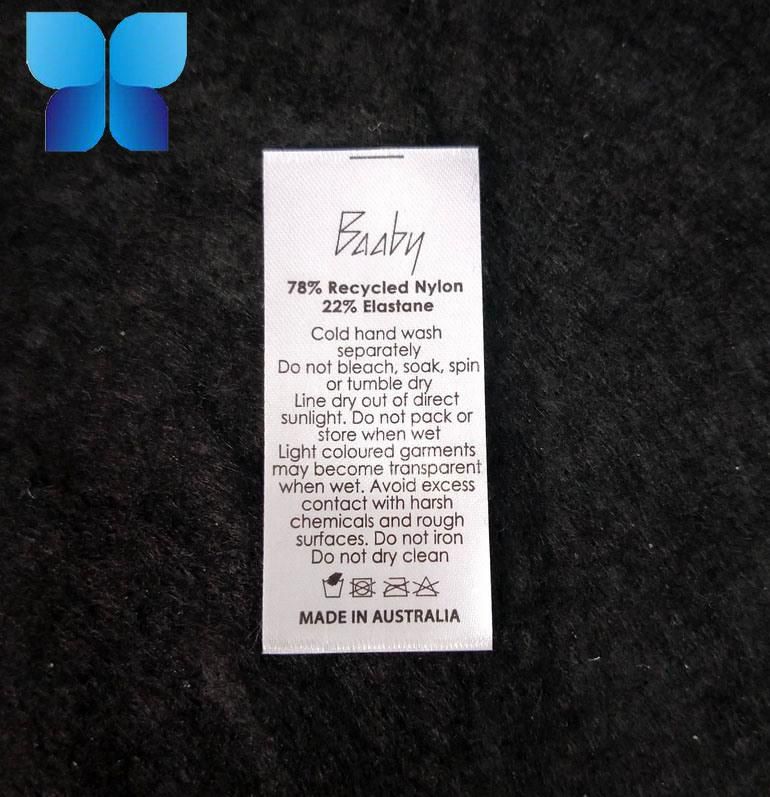 Baaby
78% Recycled Nylon
22% Elastane
Cold hand wash
separately
Do not bleach, soak, spin
or tumble dry
Line dry out of direct
sunlight. Do not pack or
store when wet
Light coloured garments
may become transparent
when wet. Avoid excess
contact with harsh
chemicals and rough
surfaces. Do not iron
Do not dry clean
MADE IN AUSTRALIA